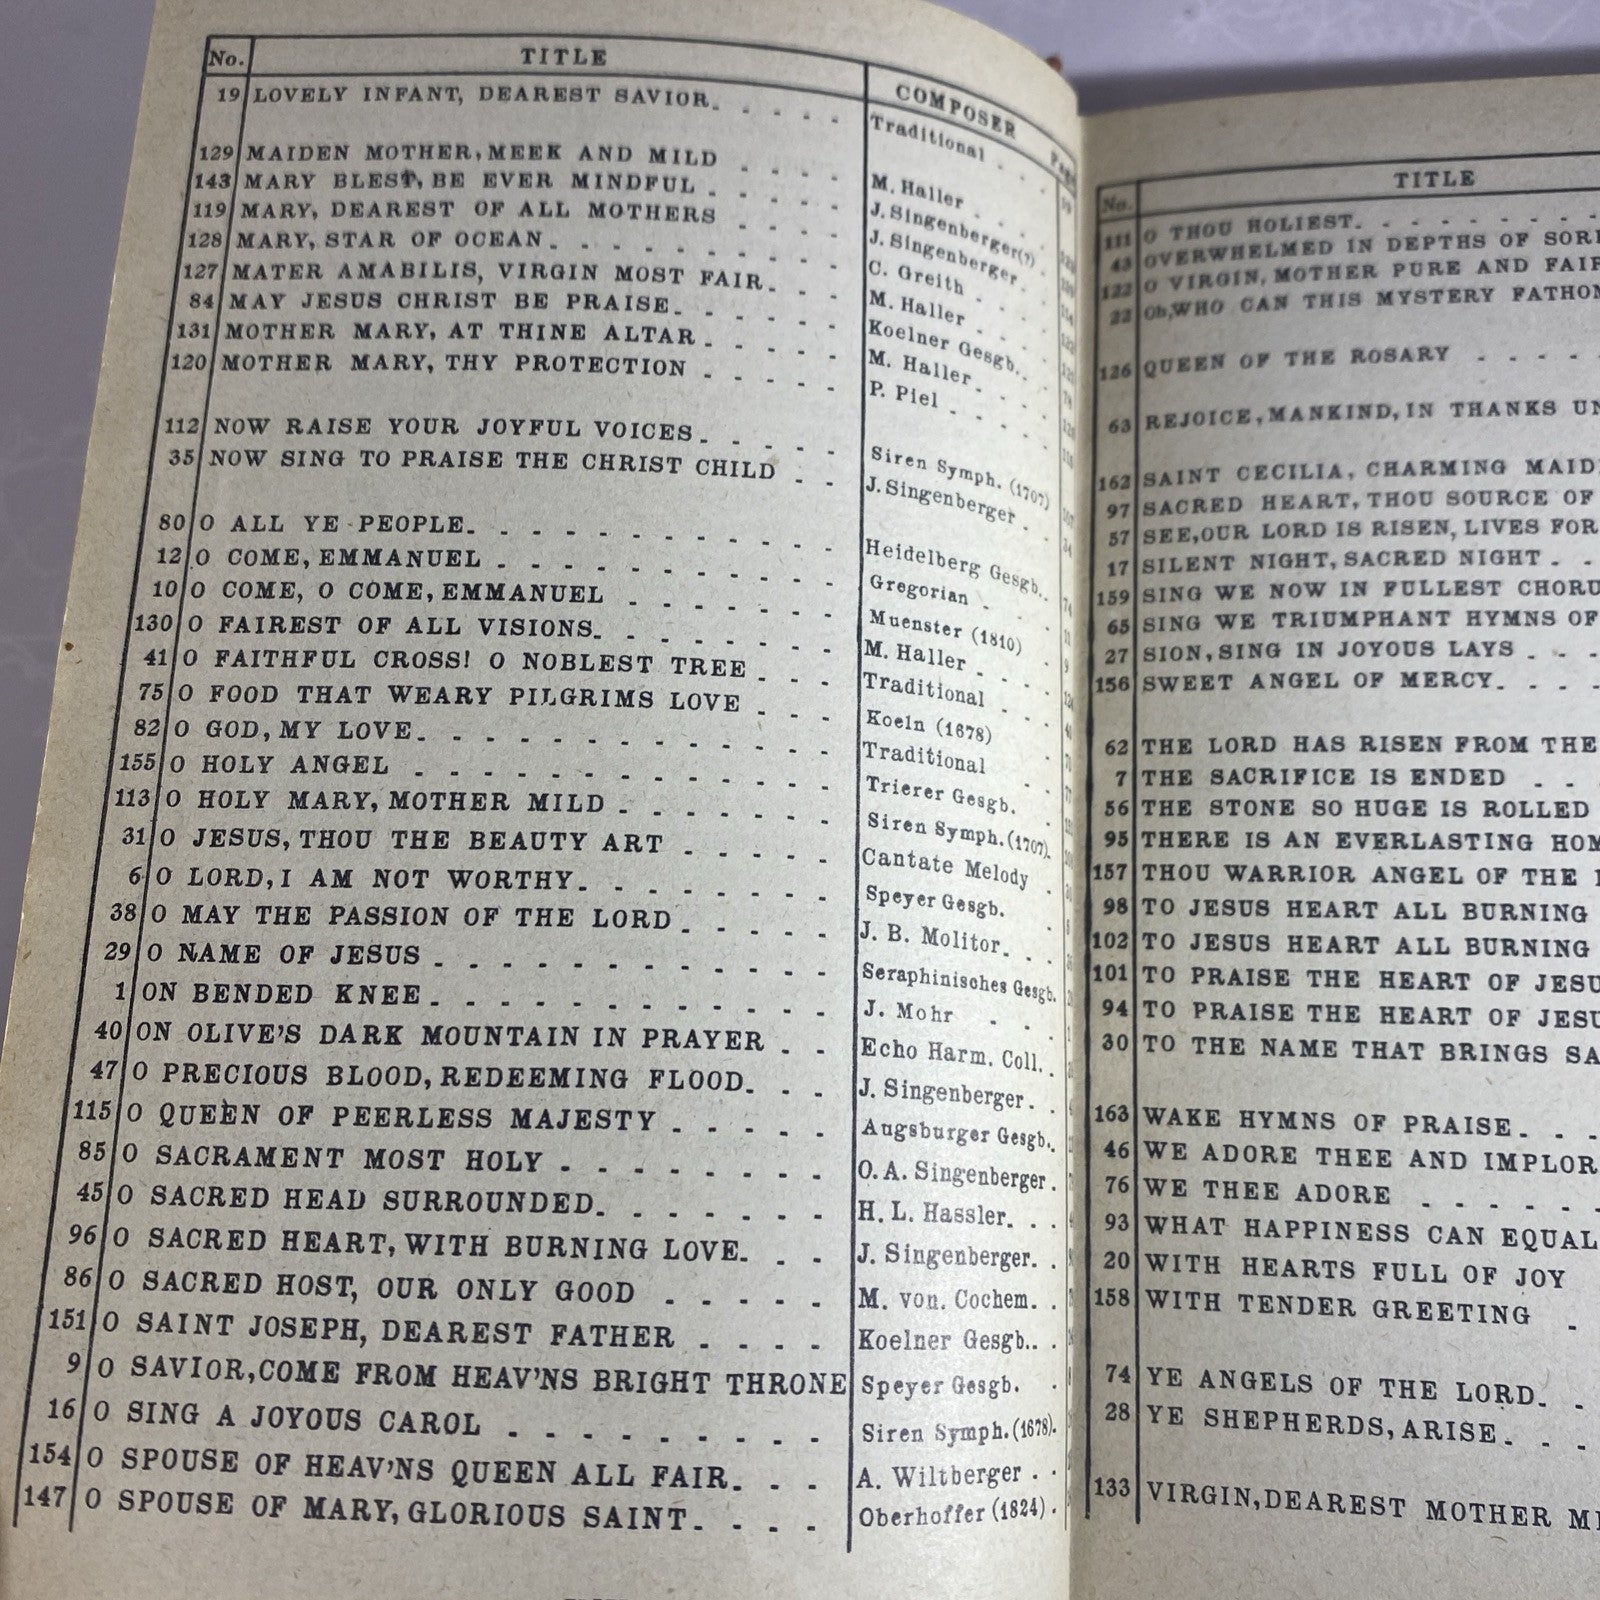 No. TITLE COMPOSER
19 LOVELY INFANT, DEAREST SAVIOR. . . . . Traditional . . .
129 MAIDEN MOTHER, MEEK AND MILD . . . . M. Haller . . . .
143 MARY BLEST, BE EVER MINDFUL . . . . . J. Singenberger(?)
119 MARY, DEAREST OF ALL MOTHERS . . . . J. Singenberger .
128 MARY, STAR OF OCEAN. . . . . . . . . . C. Greith . . .
127 MATER AMABILIS, VIRGIN MOST FAIR. . . M. Haller . . . .
84 MAY JESUS CHRIST BE PRAISE. . . . . . Koelner Gesgb. .
131 MOTHER MARY, AT THINE ALTAR . . . . . M. Haller . . .
120 MOTHER MARY, THY PROTECTION . . . . . P. Piel . . . .
112 NOW RAISE YOUR JOYFUL VOICES. . . . . Siren Symph. (1707)
35 NOW SING TO PRAISE THE CHRIST CHILD . . J. Singenberger .
80 O ALL YE PEOPLE. . . . . . . . . . . . Heidelberg Gesgb. .
12 O COME, EMMANUEL . . . . . . . . . . . Gregorian . . .
10 O COME, O COME, EMMANUEL . . . . . . . Muenster (1810) .
130 O FAIREST OF ALL VISIONS. . . . . . . . M. Haller . . . .
41 O FAITHFUL CROSS! O NOBLEST TREE . . . Traditional . . .
75 O FOOD THAT WEARY PILGRIMS LOVE . . . Koeln (1678) . .
82 O GOD, MY LOVE. . . . . . . . . . . . . Traditional . . .
155 O HOLY ANGEL . . . . . . . . . . . . . Trierer Gesgb. .
113 O HOLY MARY, MOTHER MILD . . . . . . . Siren Symph. (1707).
31 O JESUS, THOU THE BEAUTY ART . . . . . Cantate Melody .
6 O LORD, I AM NOT WORTHY. . . . . . . . Speyer Gesgb. .
38 O MAY THE PASSION OF THE LORD . . . . . J. B. Molitor. . .
29 O NAME OF JESUS . . . . . . . . . . . . Seraphinisches Gesgb.
1 ON BENDED KNEE. . . . . . . . . . . . . J. Mohr . . .
40 ON OLIVE'S DARK MOUNTAIN IN PRAYER . . Echo Harm. Coll. .
47 O PRECIOUS BLOOD, REDEEMING FLOOD. . . J. Singenberger. .
115 O QUEEN OF PEERLESS MAJESTY . . . . . Augsburger Gesgb. .
85 O SACRAMENT MOST HOLY . . . . . . . . O. A. Singenberger .
45 O SACRED HEAD SURROUNDED. . . . . . . H. L. Hassler. . .
96 O SACRED HEART, WITH BURNING LOVE. . . J. Singenberger. .
86 O SACRED HOST, OUR ONLY GOOD . . . . . M. von. Cochem. .
151 O SAINT JOSEPH, DEAREST FATHER . . . . Koelner Gesgb. . .
9 O SAVIOR, COME FROM HEAV'NS BRIGHT THRONE Speyer Gesgb. .
16 O SING A JOYOUS CAROL . . . . . . . . . Siren Symph. (1678).
154 O SPOUSE OF HEAV'NS QUEEN ALL FAIR. . . A. Wiltberger . .
147 O SPOUSE OF MARY, GLORIOUS SAINT. . . . Oberhoffer (1824) .
No. TITLE
111 O THOU HOLIEST. . . . . . . . .
43 OVERWHELMED IN DEPTHS OF
122 O VIRGIN, MOTHER PURE AND FAIR
22 Oh, WHO CAN THIS MYSTERY
126 QUEEN OF THE ROSARY . . . . .
63 REJOICE, MANKIND, IN THANKS
162 SAINT CECILIA, CHARMING
97 SACRED HEART, THOU SOURCE OF
57 SEE, OUR LORD IS RISEN, LIVES FOR
17 SILENT NIGHT, SACRED NIGHT . . .
159 SING WE NOW IN FULLEST
65 SING WE TRIUMPHANT HYMNS OF
27 SION, SING IN JOYOUS LAYS . . .
156 SWEET ANGEL OF MERCY. . . .
62 THE LORD HAS RISEN FROM THE
7 THE SACRIFICE IS ENDED . .
56 THE STONE SO HUGE IS ROLLED
95 THERE IS AN EVERLASTING
157 THOU WARRIOR ANGEL OF THE
98 TO JESUS HEART ALL BURNING
102 TO JESUS HEART ALL BURNING
101 TO PRAISE THE HEART OF
94 TO PRAISE THE HEART OF
30 TO THE NAME THAT BRINGS
163 WAKE HYMNS OF PRAISE. . .
46 WE ADORE THEE AND
76 WE THEE ADORE . . . . . .
93 WHAT HAPPINESS CAN EQUAL
20 WITH HEARTS FULL OF JOY
158 WITH TENDER GREETING .
74 YE ANGELS OF THE LORD. .
28 YE SHEPHERDS, ARISE. . .
133 VIRGIN, DEAREST MOTHER